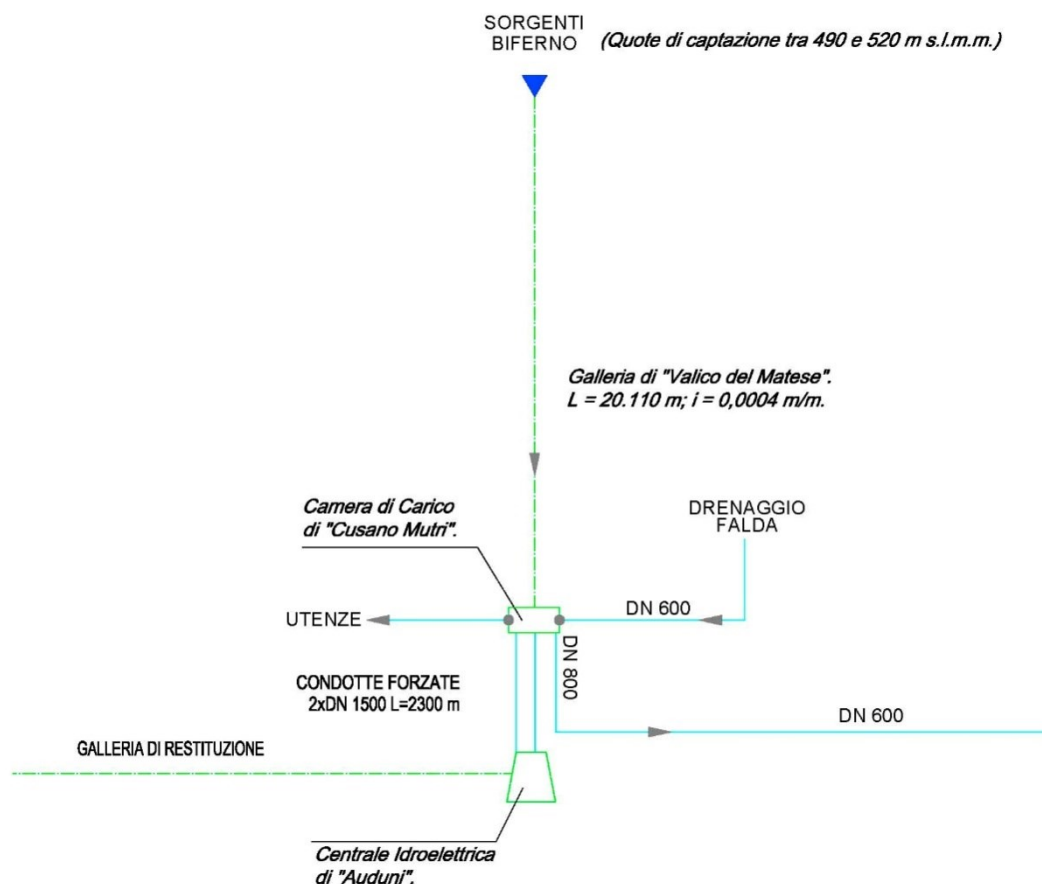 SORGENTI
BIFERNO
(Quote di captazione tra 490 e 520 m s.l.m.m.)
Galleria di "Valico del Matese".
L = 20.110 m; i = 0,0004 m/m.
Camera di Carico
di "Cusano Mutri".
DRENAGGIO
FALDA
DN 600
UTENZE
DN 800
CONDOTTE FORZATE
2xDN 1500 L=2300 m
DN 600
GALLERIA DI RESTITUZIONE
Centrale Idroelettrica
di "Auduni".